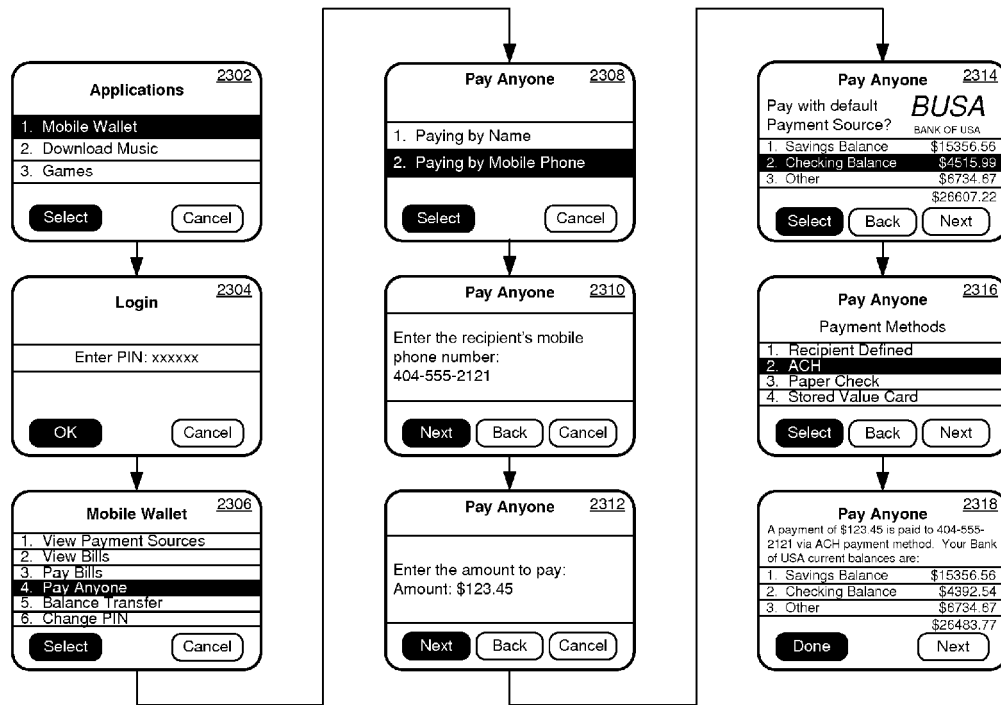 2302
Applications
1. Mobile Wallet
2. Download Music
3. Games
Select Cancel
2304
Login
Enter PIN: xxxxxx
OK Cancel
2306
Mobile Wallet
1. View Payment Sources
2. View Bills
3. Pay Bills
4. Pay Anyone
5. Balance Transfer
6. Change PIN
Select Cancel
2308
Pay Anyone
1. Paying by Name
2. Paying by Mobile Phone
Select Cancel
2310
Pay Anyone
Enter the recipient's mobile
phone number:
404-555-2121
Next Back Cancel
2312
Pay Anyone
Enter the amount to pay:
Amount: $123.45
Next Back Cancel
2314
Pay Anyone
Pay with default BUSA
Payment Source? BANK OF USA
1. Savings Balance $15356.56
2. Checking Balance $4515.99
3. Other $6734.67
$26607.22
Select Back Next
2316
Pay Anyone
Payment Methods
1. Recipient Defined
2. ACH
3. Paper Check
4. Stored Value Card
Select Back Next
2318
Pay Anyone
A payment of $123.45 is paid to 404-555-
2121 via ACH payment method. Your Bank
of USA current balances are:
1. Savings Balance $15356.56
2. Checking Balance $4392.54
3. Other $6734.67
$26483.77
Done Next